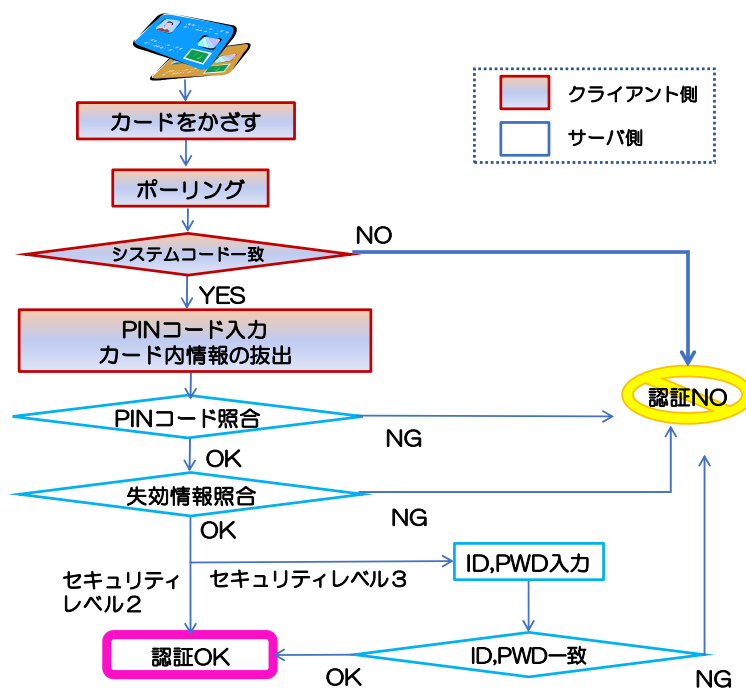 クライアント側
サーバ側
カードをかざす
ポーリング
システムコード一致
NO
YES
PINコード入力
カード内情報の抜出
認証NO
PINコード照合
NG
OK
失効情報照合
NG
OK
セキュリティ
レベル2
セキュリティレベル3
ID,PWD入力
認証OK
OK
ID,PWD一致
NG